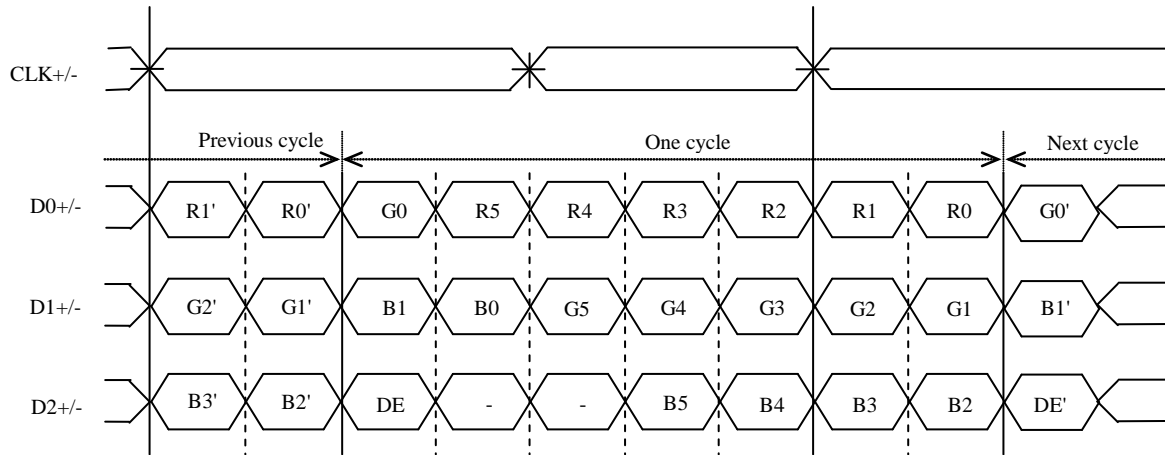 CLK+/-
Previous cycle One cycle Next cycle
D0+/- R1' R0' G0 R5 R4 R3 R2 R1 R0 G0'
D1+/- G2' G1' B1 B0 G5 G4 G3 G2 G1 B1'
D2+/- B3' B2' DE - - B5 B4 B3 B2 DE'